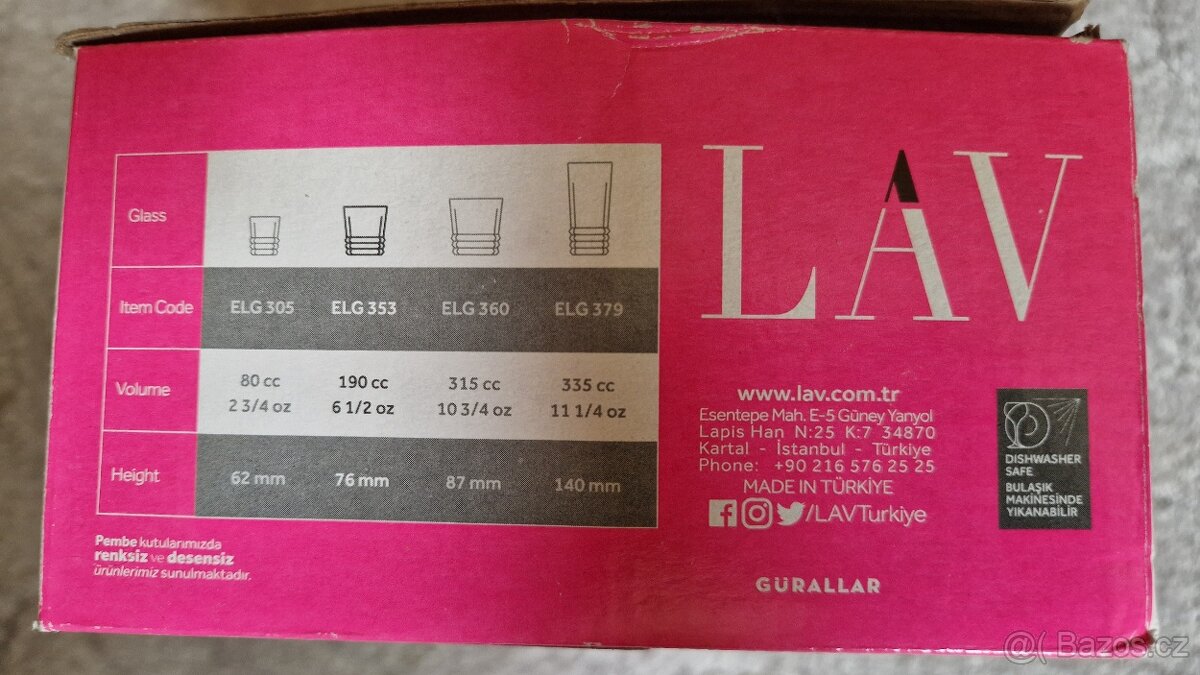 Glass
Item Code ELG 305 ELG 353 ELG 360 ELG 379
Volume
80 cc 190 cc 315 cc 335 cc
2 3/4 oz 6 1/2 oz 10 3/4 oz 11 1/4 oz
Height 62 mm 76 mm 87 mm 140 mm
Pembe kutularımızda
renksiz ve desensiz
ürünlerimiz sunulmaktadır.
LAV
www.lav.com.tr
Esentepe Mah. E-5 Güney Yanyol
Lapis Han N:25 K:7 34870
Kartal - İstanbul - Türkiye
Phone: +90 216 576 25 25
MADE IN TÜRKİYE
/LAVTurkiye
GÜRALLAR
DISHWASHER
SAFE
BULAŞIK
MAKİNESİNDE
YIKANABİLİR
Bazos.cz